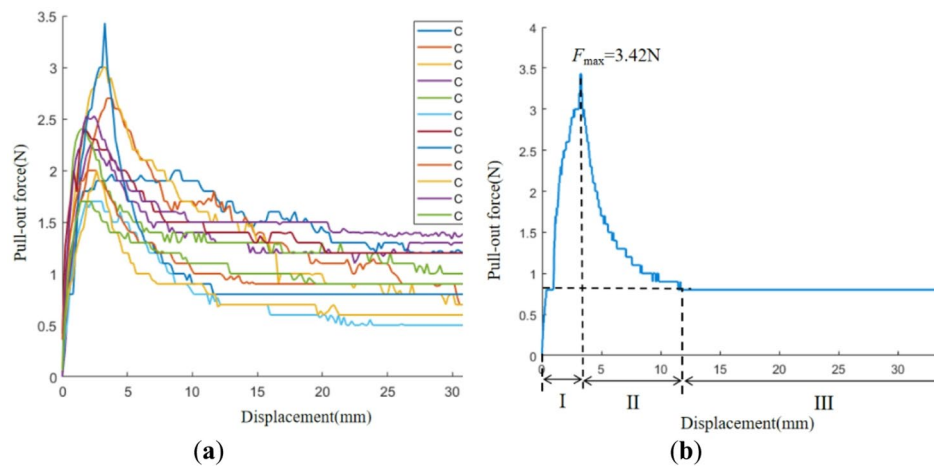 3.5
3
2.5
2
1.5
1
0.5
0
Pull-out force(N)
0 5 10 15 20 25 30
Displacement(mm)
C
C
C
C
C
C
C
C
C
C
C
C
(a)
4
3.5
3
2.5
2
1.5
1
0.5
0
Pull-out force(N)
Fmax=3.42N
0 5 10 15 20 25 30
I II III
Displacement(mm)
(b)